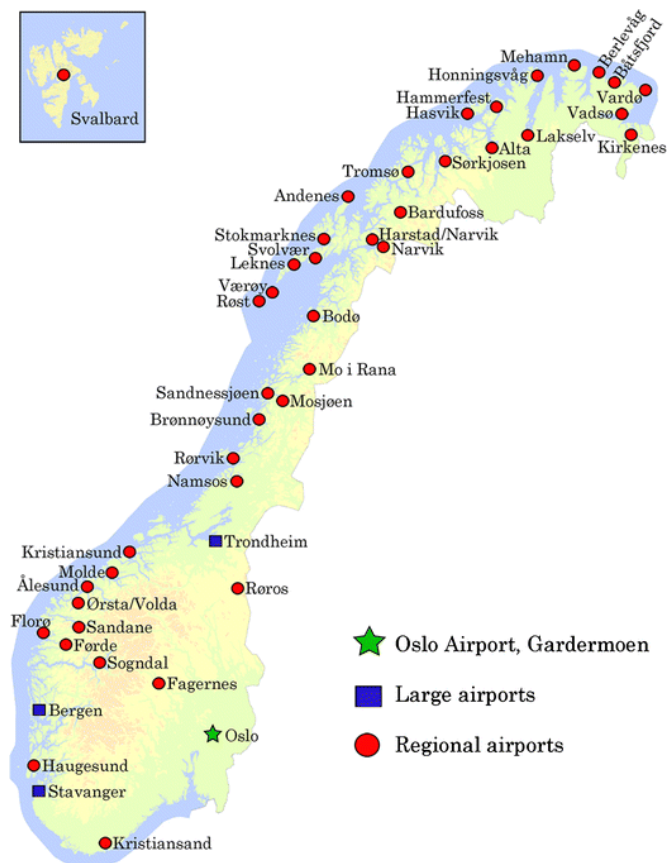 Svalbard
Mehamn
Berlevåg
Båtsfjord
Honningsvåg
Vardø
Hammerfest
Hasvik
Vadsø
Lakselv
Kirkenes
Alta
Sørkjosen
Tromsø
Andenes
Bardufoss
Stokmarknes
Harstad/Narvik
Svolvær
Narvik
Leknes
Værøy
Røst
Bodø
Mo i Rana
Sandnessjøen
Mosjøen
Brønnøysund
Rørvik
Namsos
Trondheim
Kristiansund
Molde
Ålesund
Røros
Ørsta/Volda
Florø
Sandane
Førde
Sogndal
Fagernes
Bergen
Oslo
Haugesund
Stavanger
Kristiansand
Oslo Airport, Gardermoen
Large airports
Regional airports